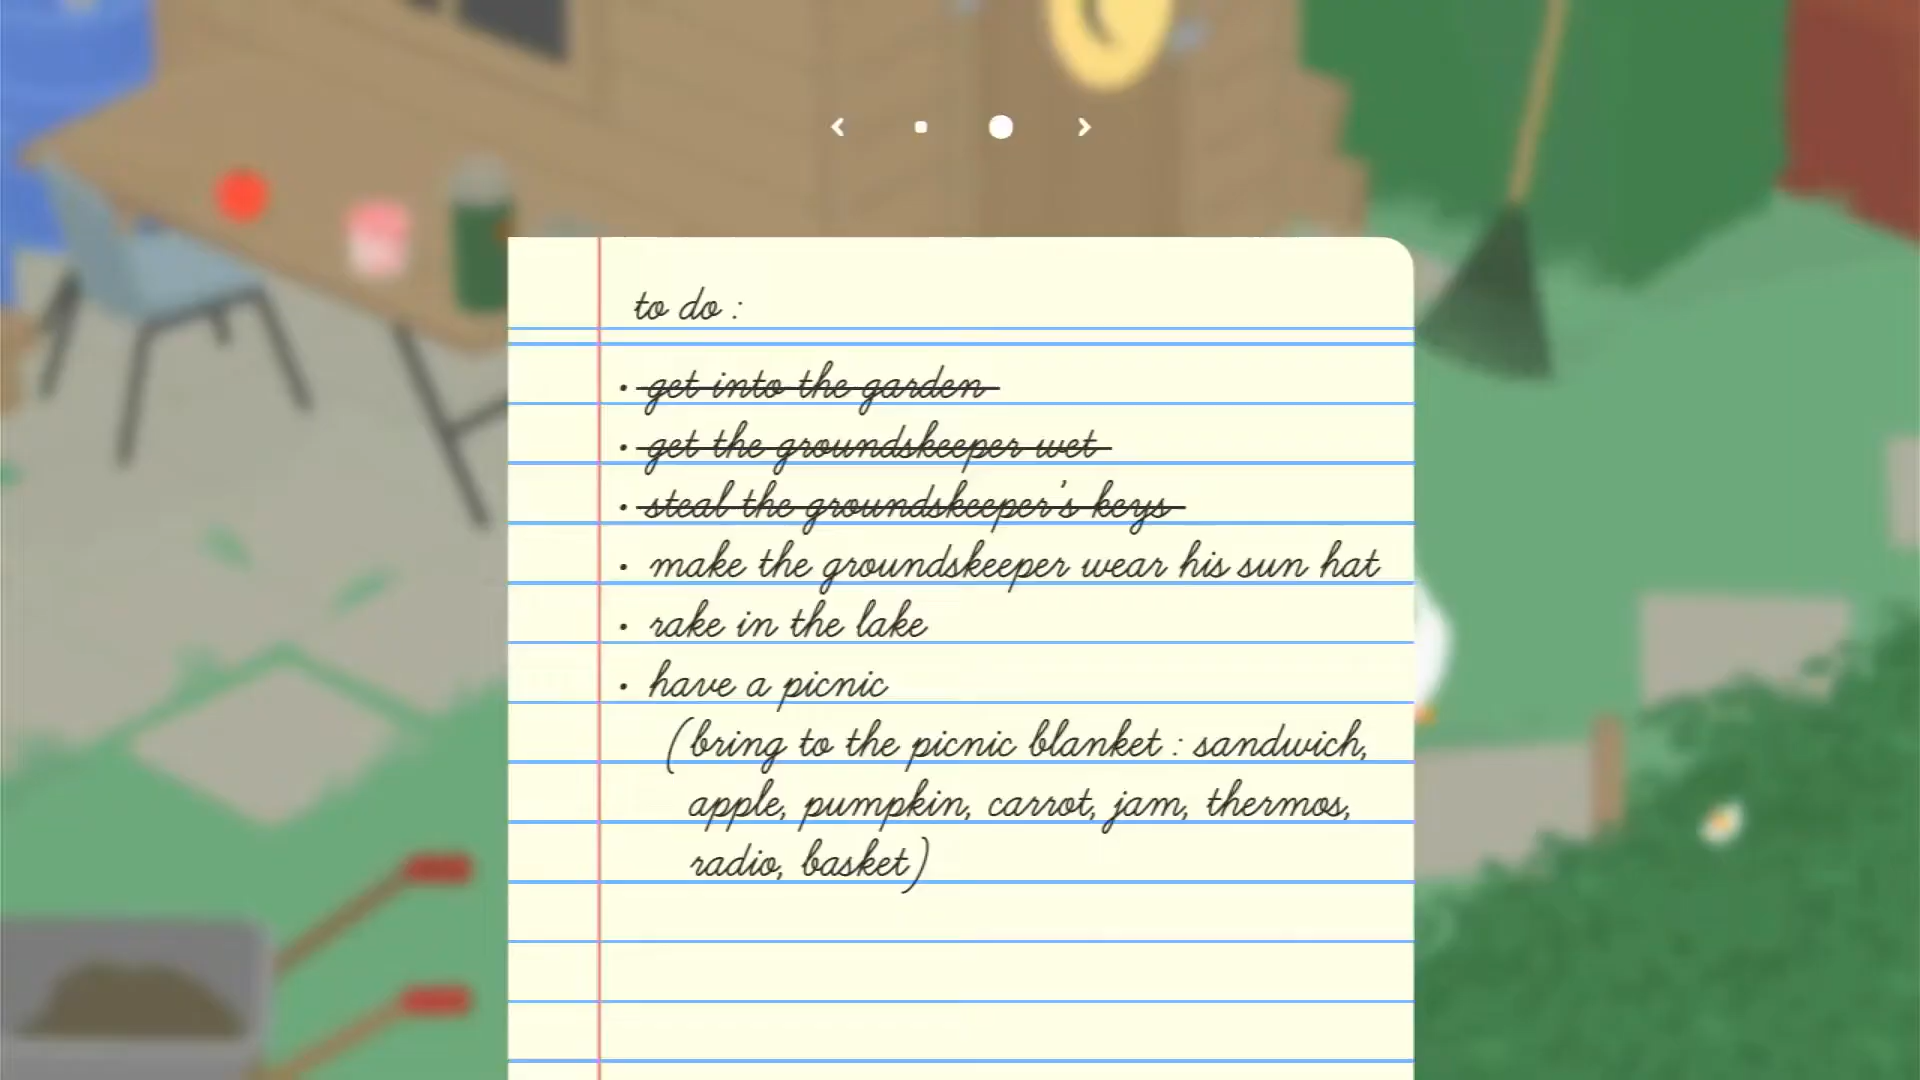 to do :
• get into the garden
• get the groundskeeper wet
• steal the groundskeeper's keys
• make the groundskeeper wear his sun hat
• rake in the lake
• have a picnic
(bring to the picnic blanket : sandwich,
apple, pumpkin, carrot, jam, thermos,
radio, basket)